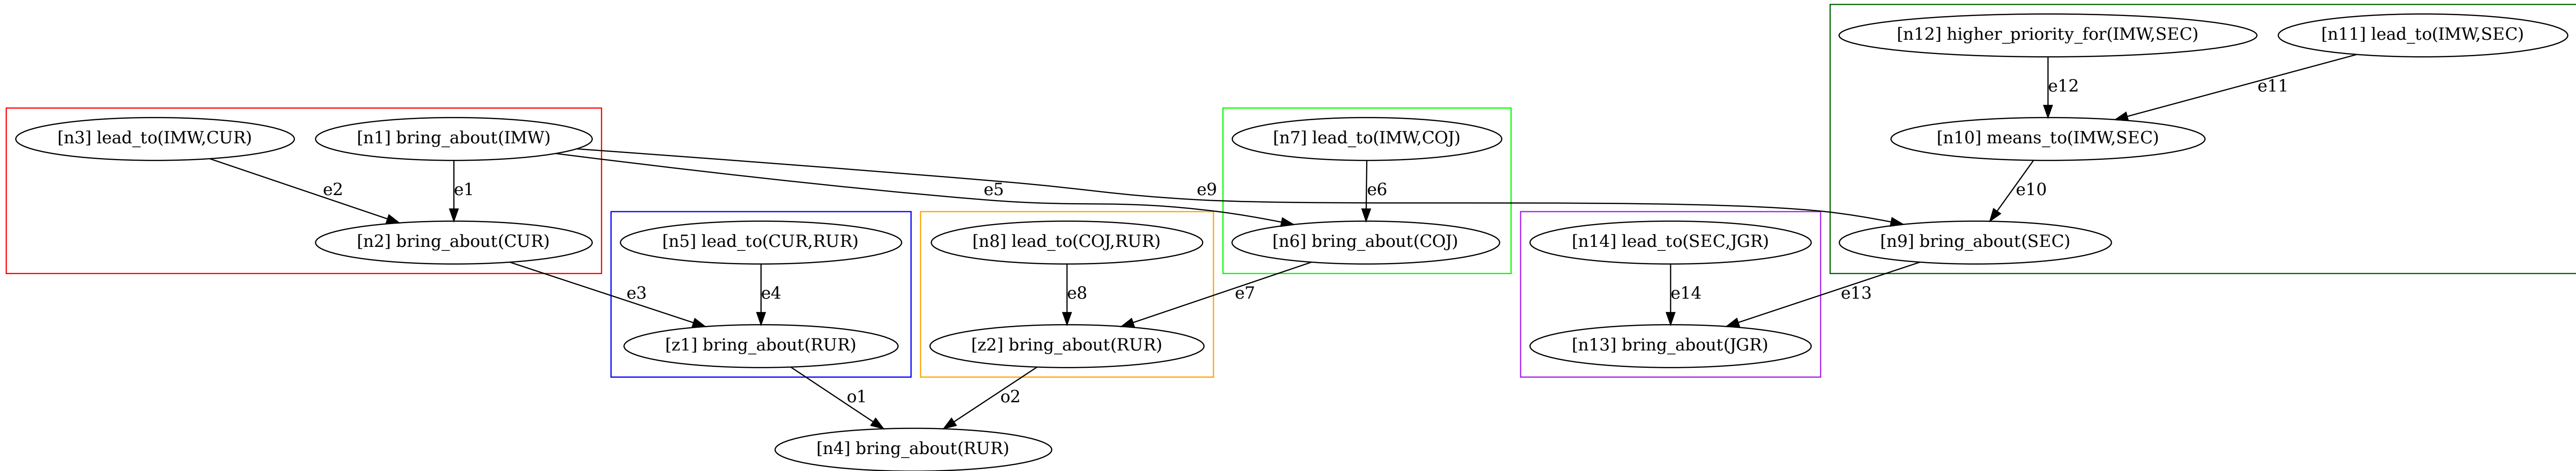 [n12] higher_priority_for(IMW,SEC)
[n11] lead_to(IMW,SEC)
e12
e11
[n3] lead_to(IMW,CUR)
[n1] bring_about(IMW)
[n7] lead_to(IMW,COJ)
[n10] means_to(IMW,SEC)
e2
e1
e5
e9
e6
e10
[n2] bring_about(CUR)
[n5] lead_to(CUR,RUR)
[n8] lead_to(COJ,RUR)
[n6] bring_about(COJ)
[n14] lead_to(SEC,JGR)
[n9] bring_about(SEC)
e3
e4
e8
e7
e14
e13
[z1] bring_about(RUR)
[z2] bring_about(RUR)
[n13] bring_about(JGR)
o1
o2
[n4] bring_about(RUR)